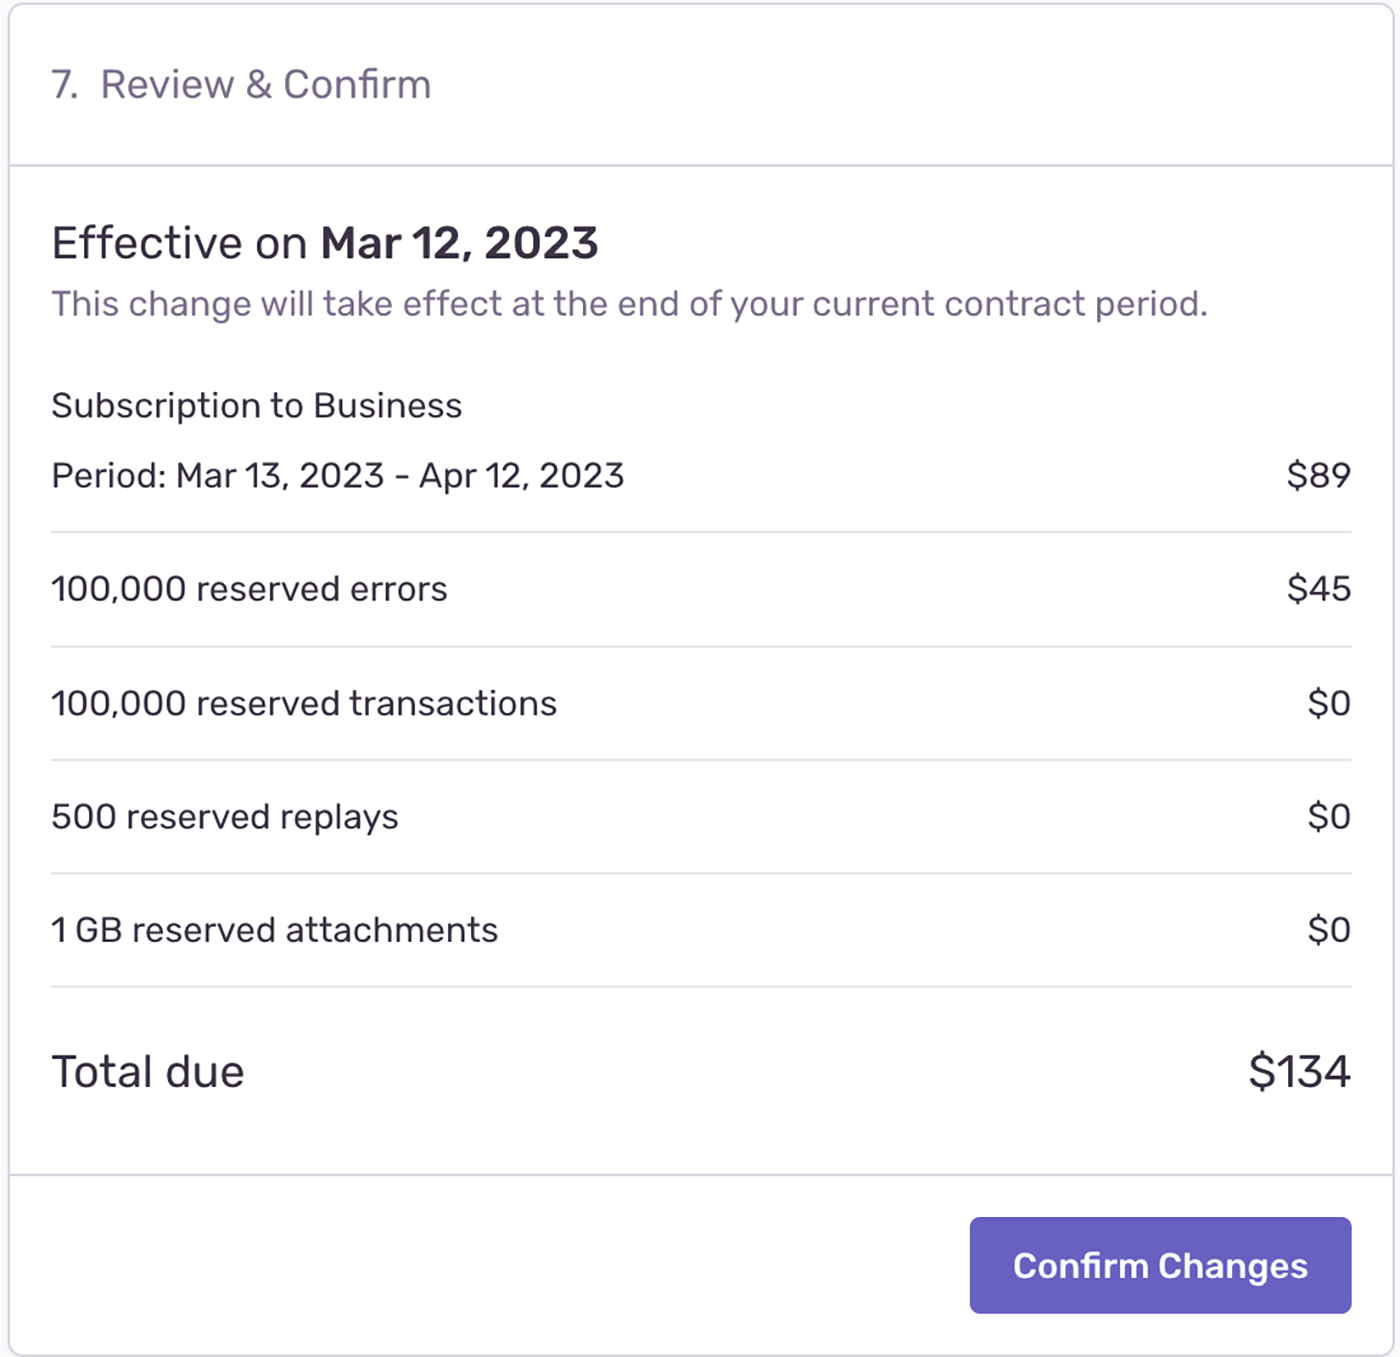 7. Review & Confirm
Effective on Mar 12, 2023
This change will take effect at the end of your current contract period.
Subscription to Business
Period: Mar 13, 2023 - Apr 12, 2023 $89
100,000 reserved errors $45
100,000 reserved transactions $0
500 reserved replays $0
1 GB reserved attachments $0
Total due $134
Confirm Changes